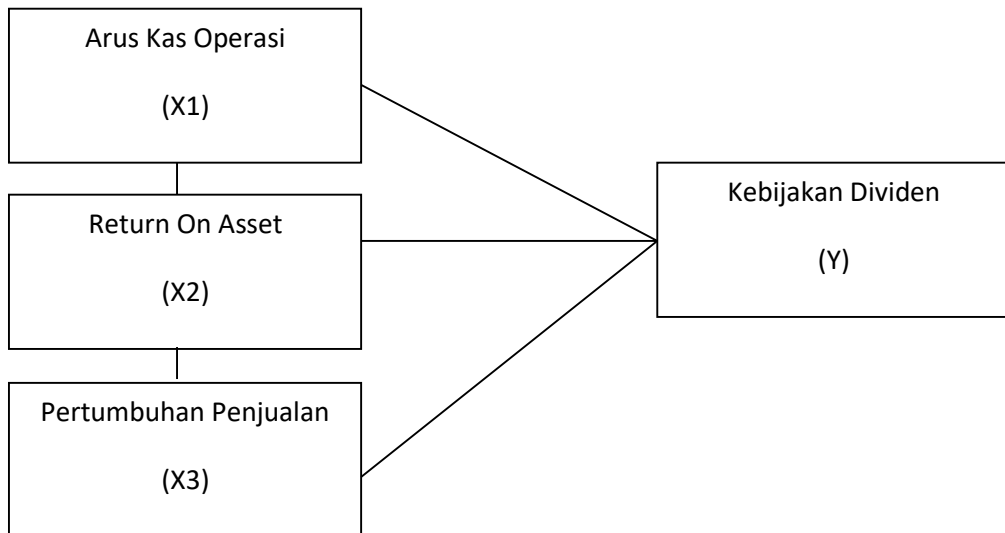 Arus Kas Operasi
(X1)
Return On Asset
(X2)
Pertumbuhan Penjualan
(X3)
Kebijakan Dividen
(Y)